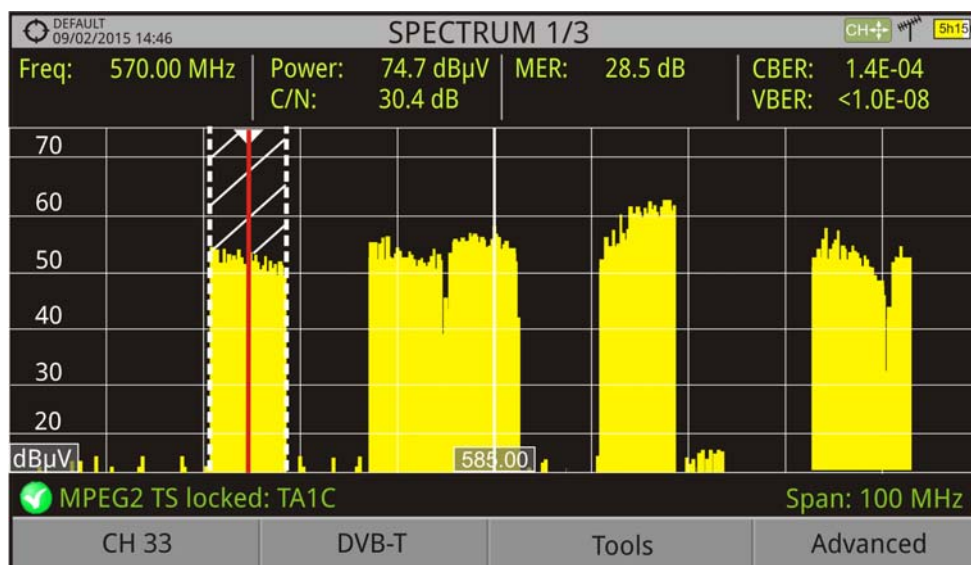 DEFAULT
09/02/2015 14:46
SPECTRUM 1/3
CH
5h15
Freq: 570.00 MHz Power: 74.7 dBµV MER: 28.5 dB CBER: 1.4E-04
C/N: 30.4 dB VBER: <1.0E-08
70
60
50
40
30
20
dBµV
585.00
MPEG2 TS locked: TA1C Span: 100 MHz
CH 33 DVB-T Tools Advanced